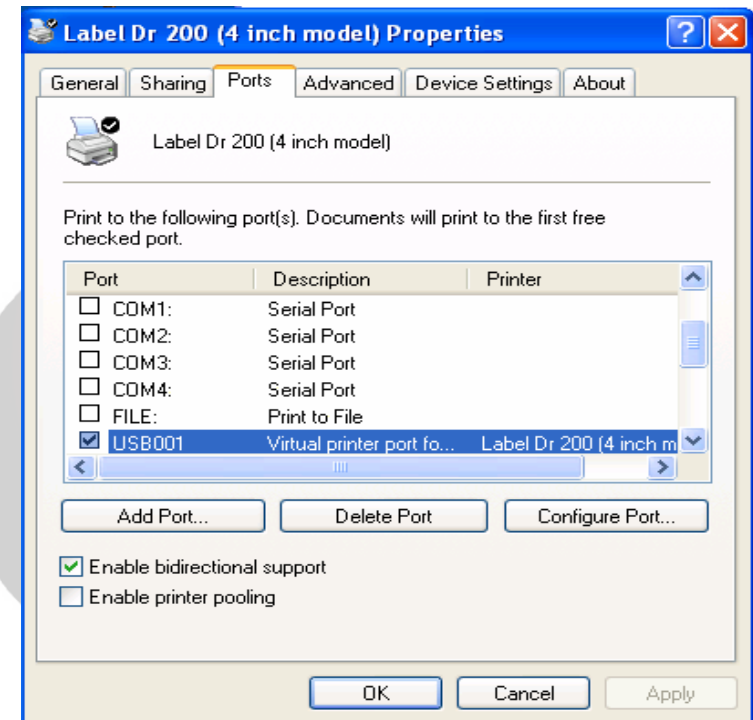 Label Dr 200 (4 inch model) Properties
General Sharing Ports Advanced Device Settings About
Label Dr 200 (4 inch model)
Print to the following port(s). Documents will print to the first free
checked port.
Port Description Printer
COM1: Serial Port
COM2: Serial Port
COM3: Serial Port
COM4: Serial Port
FILE: Print to File
USB001 Virtual printer port fo... Label Dr 200 (4 inch m
Add Port... Delete Port Configure Port...
Enable bidirectional support
Enable printer pooling
OK Cancel Apply